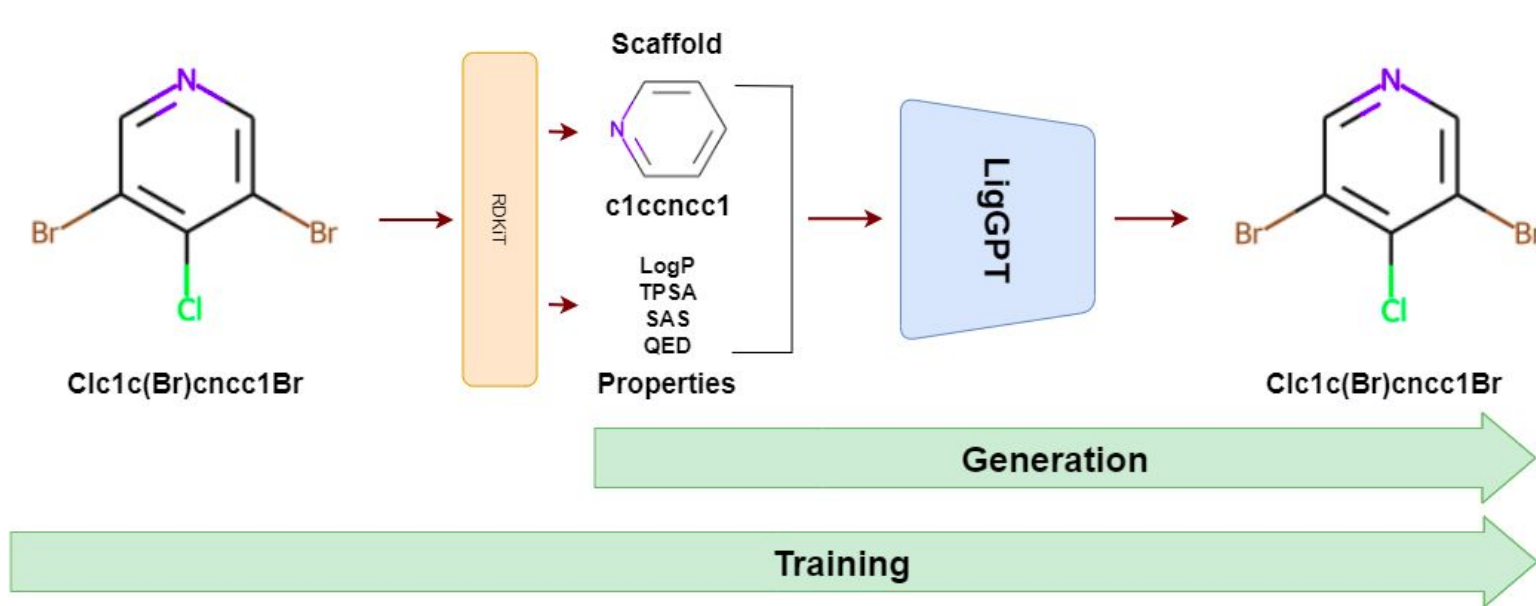 Scaffold
N
N
N
Br
Br
Cl
RDKiT
c1ccncc1
LogP
TPSA
SAS
QED
Properties
LigGPT
Br
Br
Cl
Clc1c(Br)cncc1Br
Clc1c(Br)cncc1Br
Generation
Training